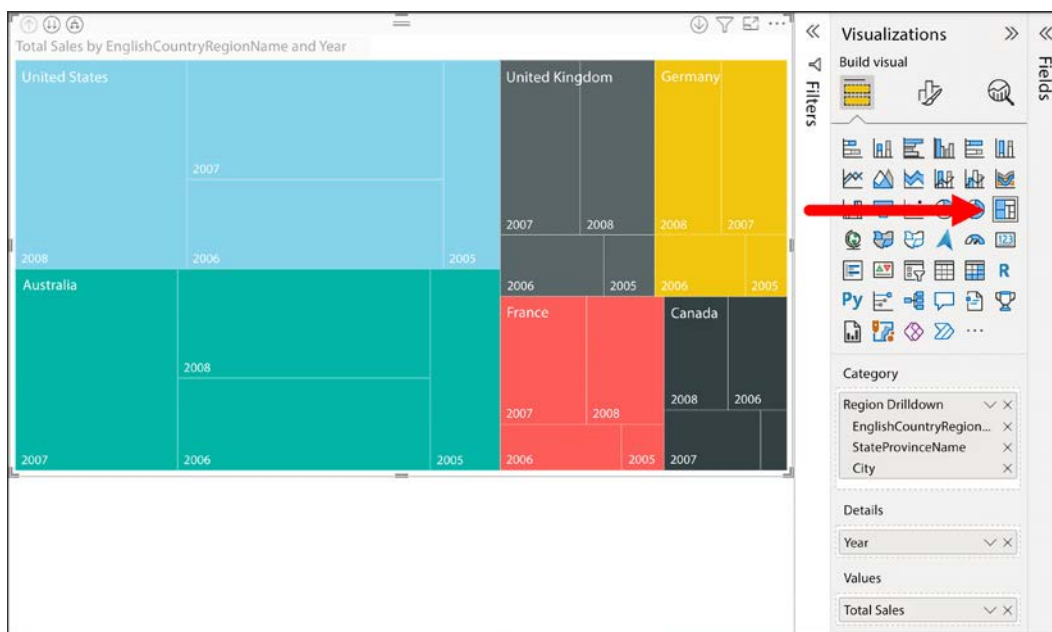 Total Sales by EnglishCountryRegionName and Year
United States
2008
2007
2006
2005
Australia
2007
2008
2006
2005
United Kingdom
2007
2008
2006
2005
Germany
2008
2007
2006
2005
France
2007
2008
2006
2005
Canada
2008
2006
2007
Filters
Visualizations
Build visual
123
R
Py
Category
Region Drilldown
EnglishCountryRegion...
StateProvinceName
City
Details
Year
Values
Total Sales
Fields